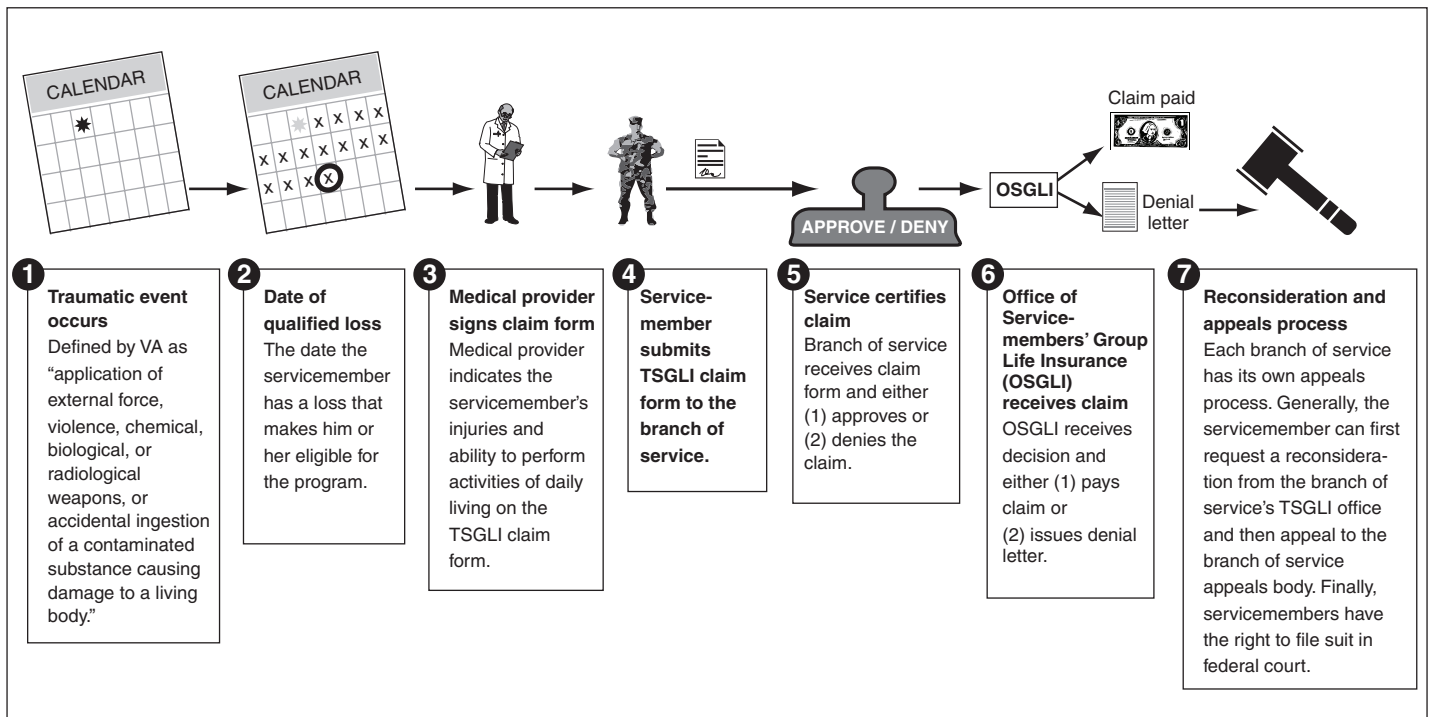 CALENDAR
CALENDAR
X X X X
X X X X X X X
X X X X
APPROVE / DENY
OSGLI
Claim paid
Denial
letter
1
Traumatic event
occurs
Defined by VA as
“application of
external force,
violence, chemical,
biological, or
radiological
weapons, or
accidental ingestion
of a contaminated
substance causing
damage to a living
body.”
2
Date of
qualified loss
The date the
servicemember
has a loss that
makes him or
her eligible for
the program.
3
Medical provider
signs claim form
Medical provider
indicates the
servicemember’s
injuries and
ability to perform
activities of daily
living on the
TSGLI claim
form.
4
Service-
member
submits
TSGLI claim
form to the
branch of
service.
5
Service certifies
claim
Branch of service
receives claim
form and either
(1) approves or
(2) denies the
claim.
6
Office of
Service-
members’ Group
Life Insurance
(OSGLI)
receives claim
OSGLI receives
decision and
either (1) pays
claim or
(2) issues denial
letter.
7
Reconsideration and
appeals process
Each branch of service
has its own appeals
process. Generally, the
servicemember can first
request a reconsidera-
tion from the branch of
service’s TSGLI office
and then appeal to the
branch of service
appeals body. Finally,
servicemembers have
the right to file suit in
federal court.